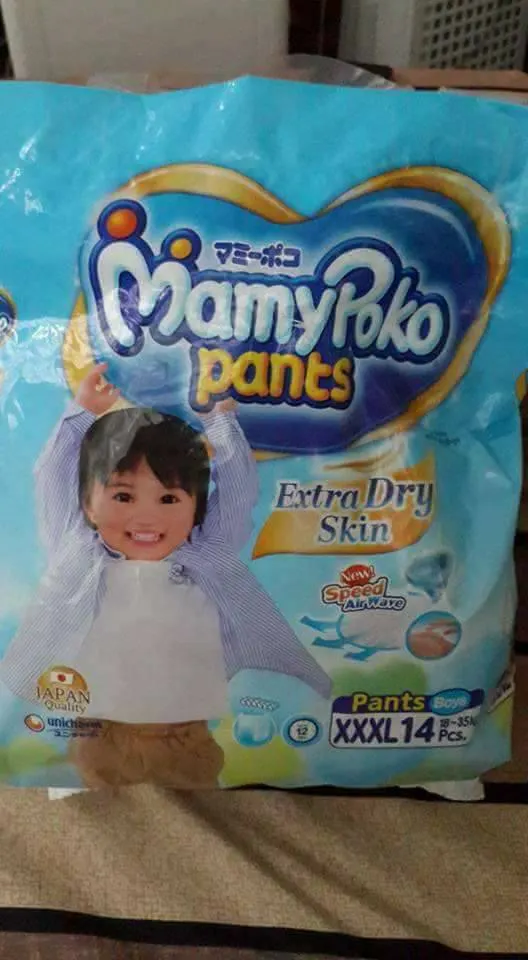 マミーポコ
MamyPoko
pants
Extra Dry
Skin
New!
Speed
AirWave
JAPAN
Quality
unicharm
ユニ・チャーム
12
Pants Boys
XXXL 14 Pcs.
18~35kg